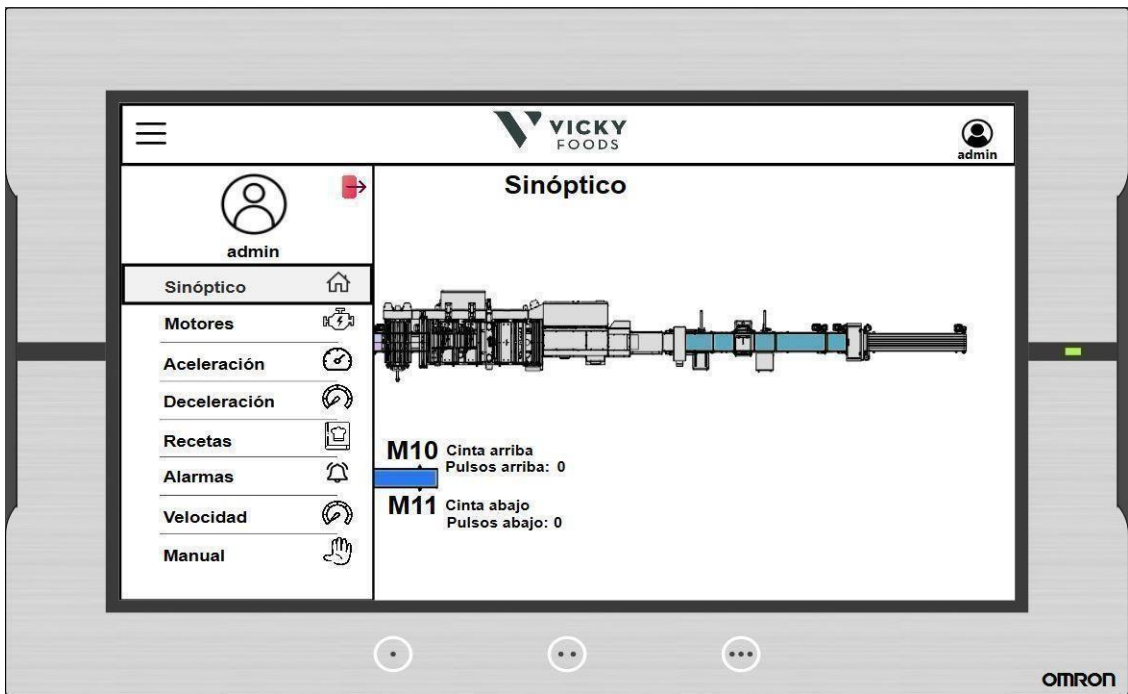 VICKY
FOODS
admin
admin
Sinóptico
Motores
Aceleración
Deceleración
Recetas
Alarmas
Velocidad
Manual
Sinóptico
M10 Cinta arriba
Pulsos arriba: 0
M11 Cinta abajo
Pulsos abajo: 0
OMRON